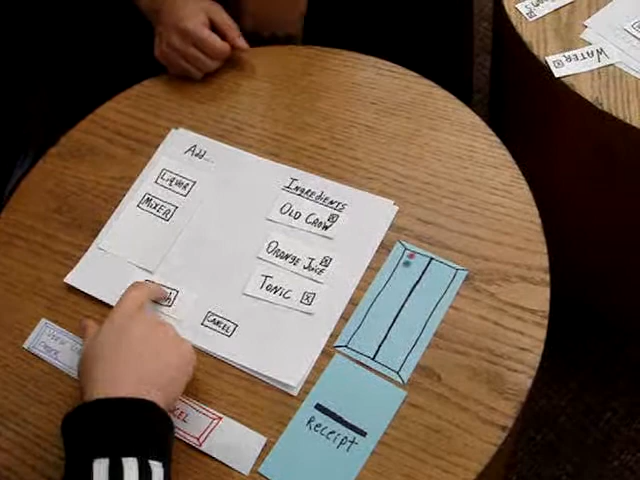 WATER
Add...
LIQUOR
MIXER
INGREDIENTS
OLD CROW
ORANGE JUICE
TONIC
CANCEL
Receipt